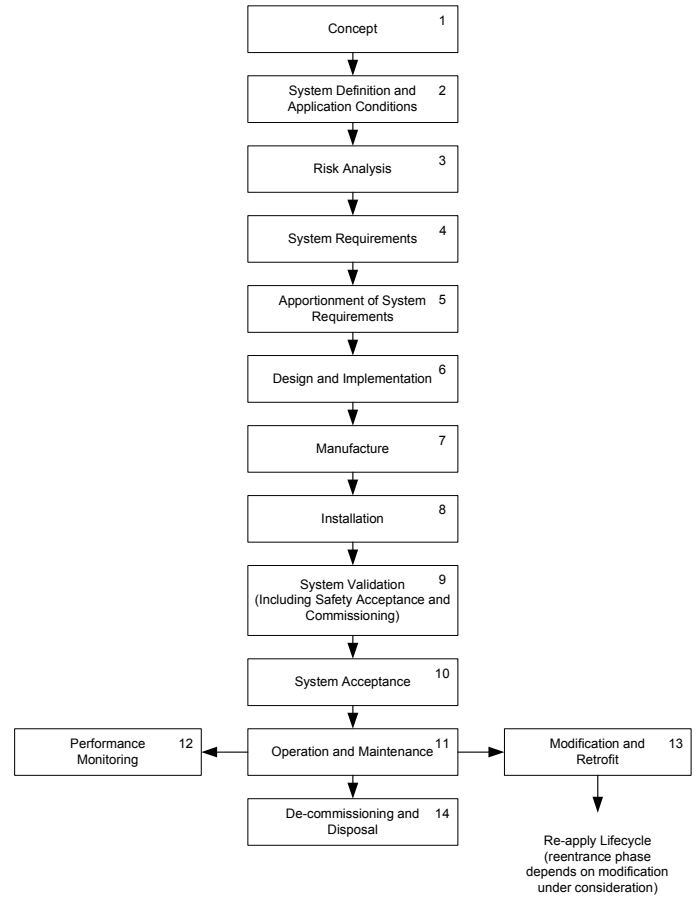 Concept 1
System Definition and 2
Application Conditions
Risk Analysis 3
System Requirements 4
Apportionment of System 5
Requirements
Design and Implementation 6
Manufacture 7
Installation 8
System Validation 9
(Including Safety Acceptance and
Commissioning)
System Acceptance 10
Performance 12
Monitoring
Operation and Maintenance 11
Modification and 13
Retrofit
De-commissioning and 14
Disposal
Re-apply Lifecycle
(reentrance phase
depends on modification
under consideration)